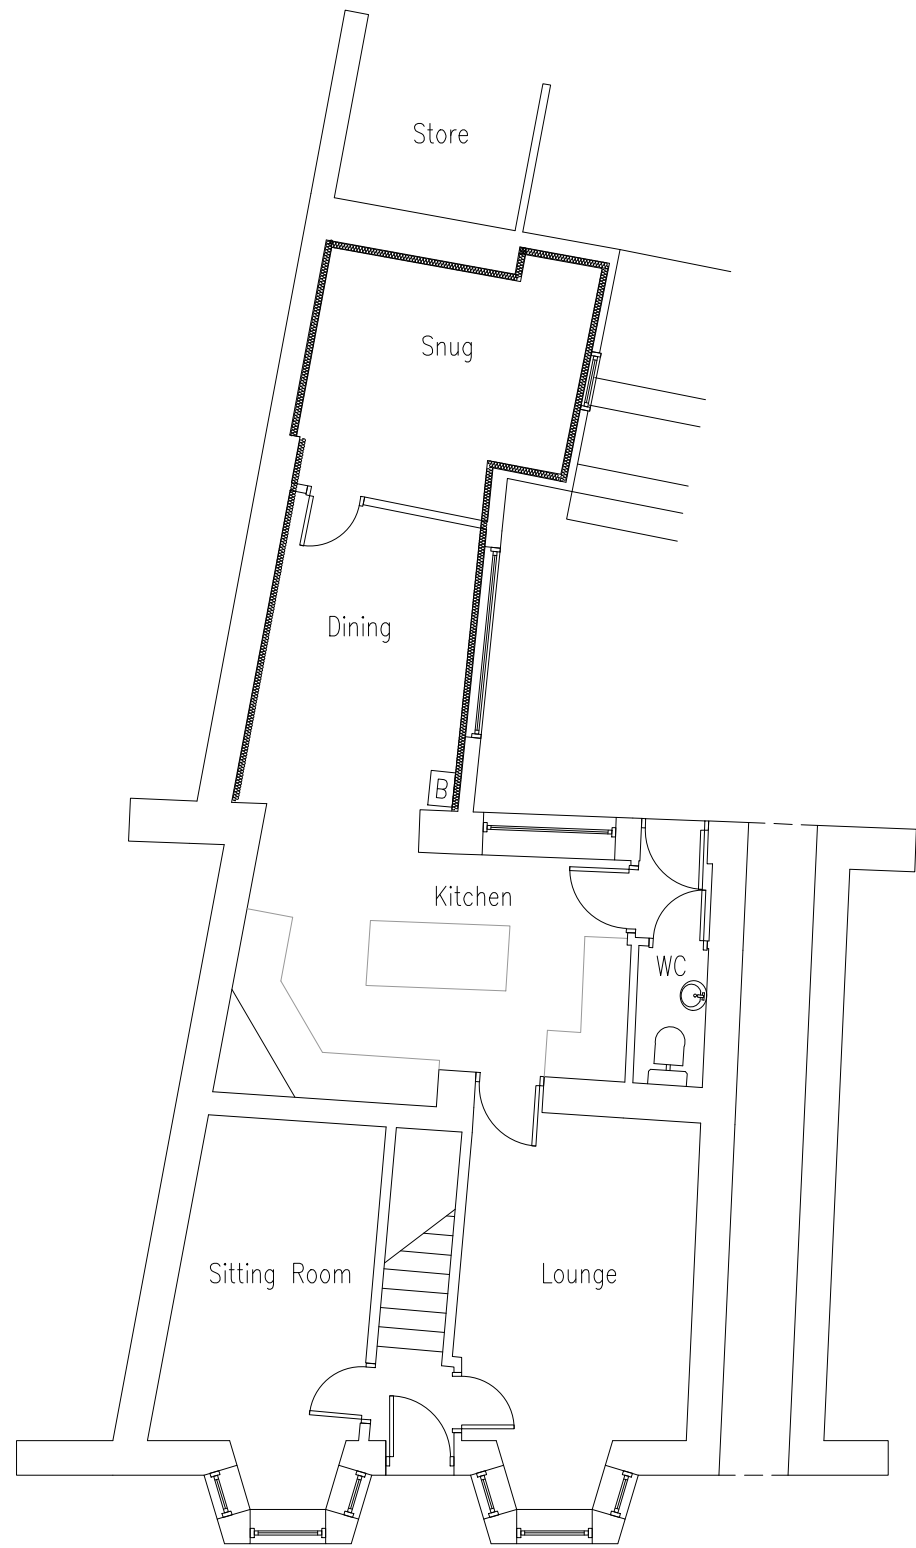 Store
Snug
Dining
B
Kitchen
WC
Sitting Room
Lounge